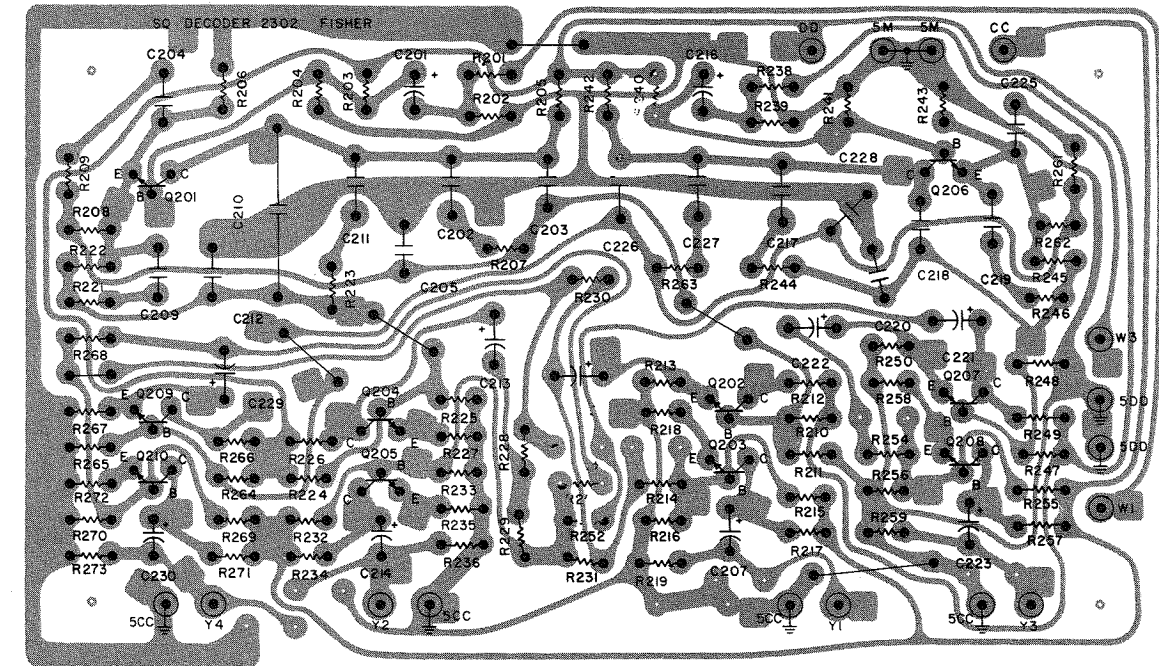 SQ DECODER 2302 FISHER
DD 5M 5M CC
C204 R206 R204 R203 C201 R201 R202 R205 R242 C216 R238 R239 R241 R243 C225
R209 E C B Q201 C228 B C E Q206 R261
R208 C210 C211 C202 C203 C226 C227 C217 C218 C219 R262
R222 R207 R245
R221 R223 C205 R230 R263 R244 R246
C209 C212
R268 C213 R213 C222 C220 R250 C221 W3
E Q209 C C229 Q204 B C E R225 E Q202 C B R212 R258 E Q207 C B R248 5DD
R267 R266 R226 R227 R228 R218 R210 R254 R249
R265 E Q210 C B Q205 B C E E Q203 C B R211 R256 E Q208 C B R247 5DD
R272 R264 R224 R233 R214 R215 R255 W1
R270 R269 R232 R235 R229 R252 R216 R259 R257
R273 C230 R271 R234 C214 R236 R231 R219 C207 R217 C223
5CC Y4 Y2 5CC 5CC Y1 5CC Y3